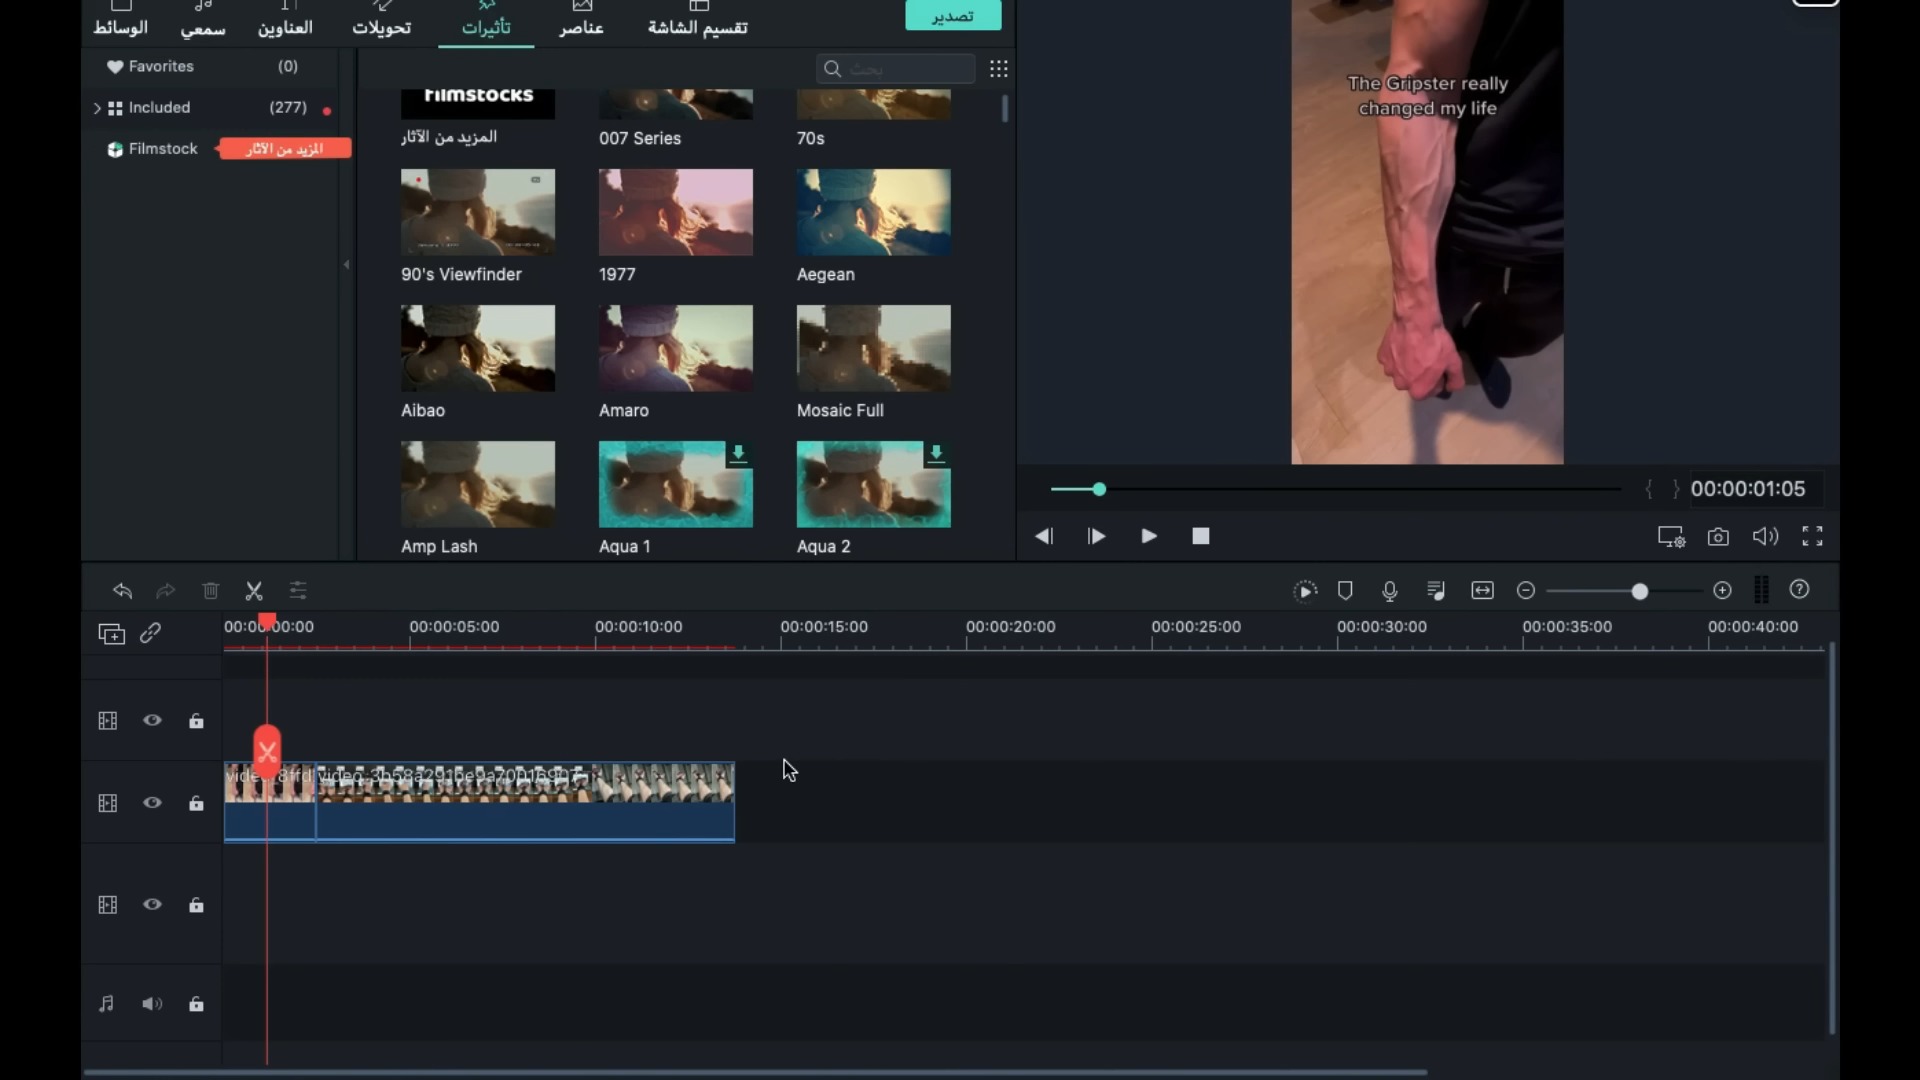 الوسائط
سمعي
العناوين
تحويلات
تأثيرات
عناصر
تقسيم الشاشة
تصدير
Favorites (0)
Included (277)
Filmstock
المزيد من الآثار
بحث
filmstocks
المزيد من الآثار
007 Series
70s
90's Viewfinder
1977
Aegean
Aibao
Amaro
Mosaic Full
Amp Lash
Aqua 1
Aqua 2
The Gripster really
changed my life
00:00:01:05
00:00:00:00
00:00:05:00
00:00:10:00
00:00:15:00
00:00:20:00
00:00:25:00
00:00:30:00
00:00:35:00
00:00:40:00